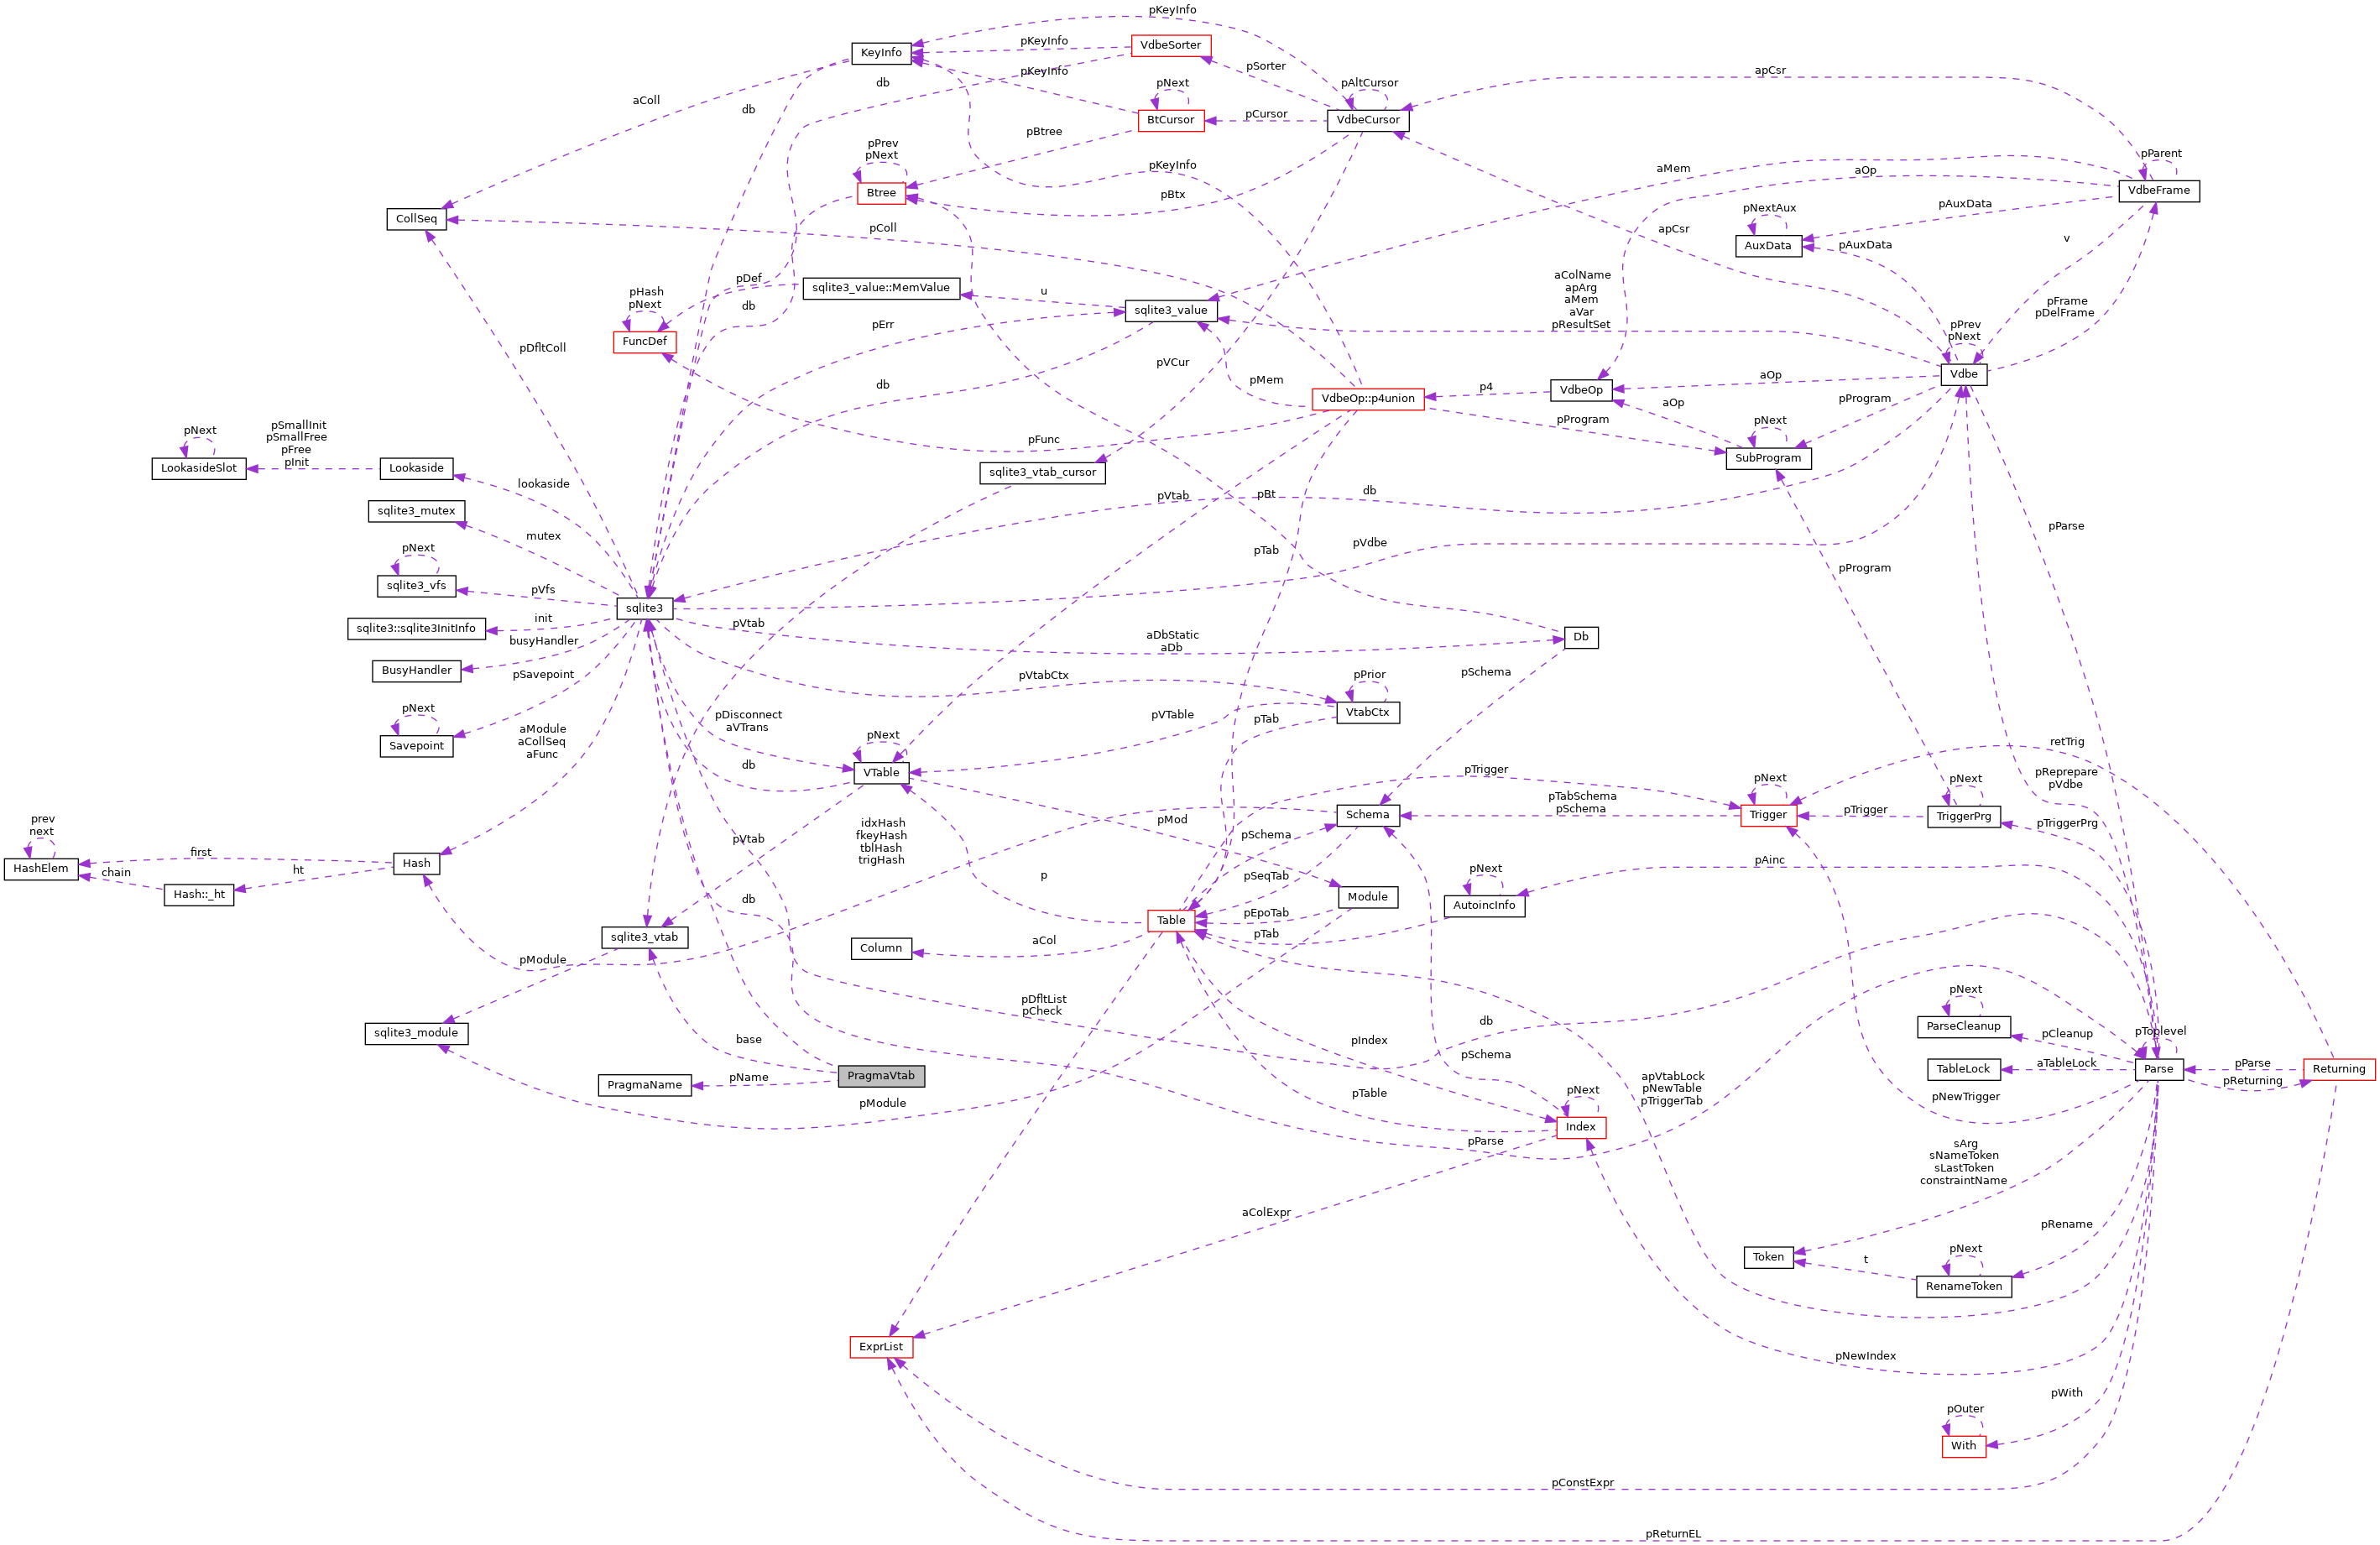 pKeyInfo
KeyInfo
pKeyInfo
VdbeSorter
pKeyInfo
db
pSorter
apCsr
aColl
db
pNext
BtCursor
pCursor
pAltCursor
VdbeCursor
pBtree
pPrev
pNext
Btree
pKeyInfo
pBtx
aMem
aOp
pParent
VdbeFrame
CollSeq
pColl
apCsr
pNextAux
AuxData
pAuxData
pAuxData
v
pDef
sqlite3_value::MemValue
u
aColName
apArg
aMem
aVar
pResultSet
pHash
pNext
FuncDef
db
pErr
sqlite3_value
pFrame
pDelFrame
pPrev
pNext
Vdbe
pDfltColl
db
pVCur
pMem
VdbeOp::p4union
p4
VdbeOp
aOp
aOp
pProgram
pNext
SubProgram
pProgram
pFunc
pNext
LookasideSlot
pSmallInit
pSmallFree
pFree
pInit
Lookaside
lookaside
sqlite3_vtab_cursor
sqlite3_mutex
mutex
pVtab
pBt
db
pParse
pNext
sqlite3_vfs
pVfs
pTab
pVdbe
pProgram
sqlite3
sqlite3::sqlite3InitInfo
init
pVtab
aDbStatic
aDb
Db
BusyHandler
busyHandler
pSavepoint
pVtabCtx
pPrior
VtabCtx
pSchema
pNext
Savepoint
pDisconnect
aVTrans
pVTable
pTab
retTrig
aModule
aCollSeq
aFunc
db
pNext
VTable
pTrigger
pNext
Trigger
pTabSchema
pSchema
Schema
pTrigger
pNext
TriggerPrg
pReprepare
pVdbe
pTriggerPrg
prev
next
HashElem
first
chain
Hash::_ht
ht
Hash
pVtab
idxHash
fkeyHash
tblHash
trigHash
pMod
pSchema
pSeqTab
Module
pEpoTab
pTab
pNext
AutoincInfo
pAinc
db
p
Table
sqlite3_vtab
Column
aCol
pModule
sqlite3_module
pDfltList
pCheck
base
PragmaVtab
PragmaName
pName
pModule
db
pIndex
pSchema
pTable
pNext
Index
pParse
apVtabLock
pNewTable
pTriggerTab
pNext
ParseCleanup
pCleanup
pToplevel
TableLock
aTableLock
Parse
pParse
pReturning
Returning
pNewTrigger
sArg
sNameToken
sLastToken
constraintName
aColExpr
Token
t
pNext
RenameToken
pRename
ExprList
pNewIndex
pWith
pOuter
With
pConstExpr
pReturnEL